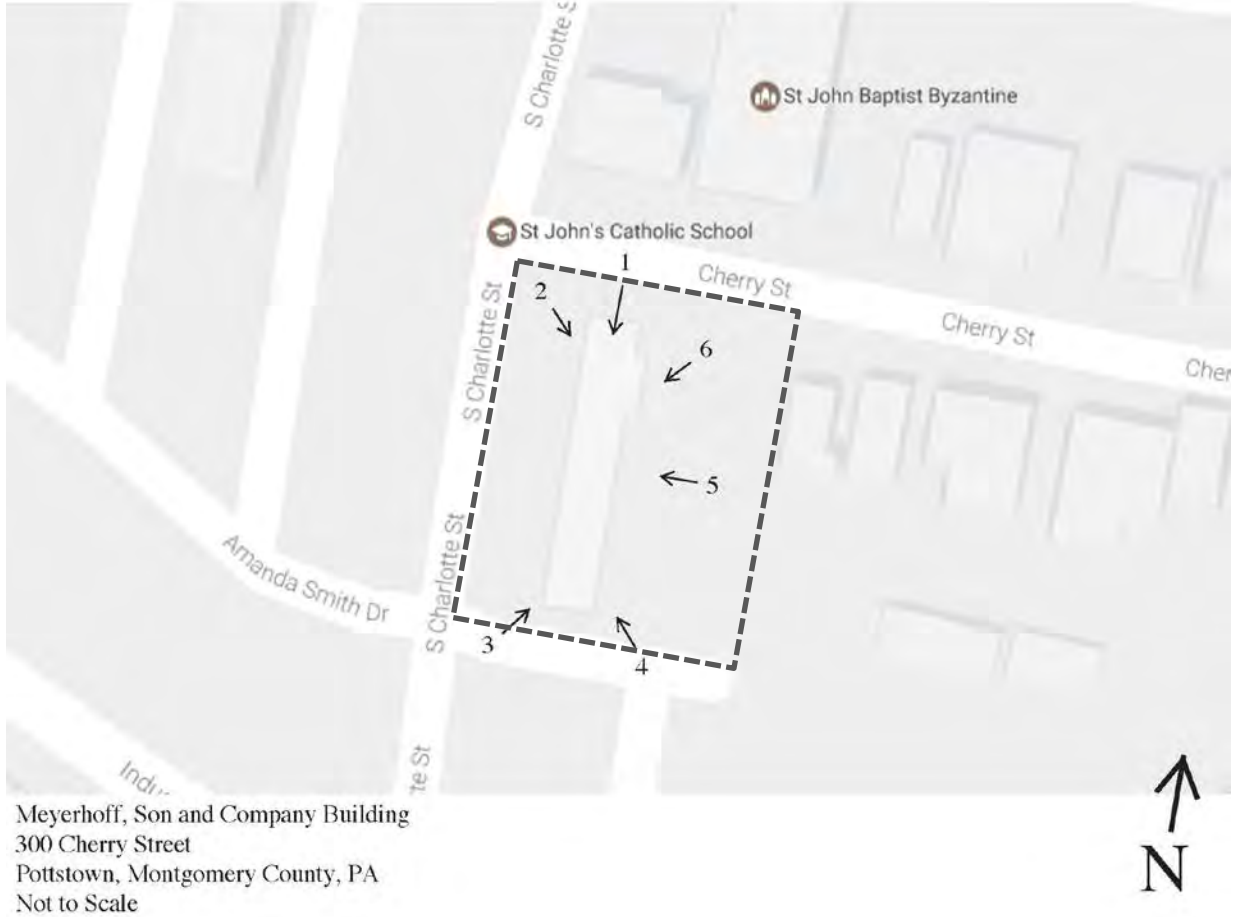 S Charlotte S
St John Baptist Byzantine
St John's Catholic School
1
Cherry St
2
S Charlotte St
Cherry St
6
Cher
5
S Charlotte St
Amanda Smith Dr
3
4
te St
Meyerhoff, Son and Company Building
300 Cherry Street
Pottstown, Montgomery County, PA
Not to Scale
N